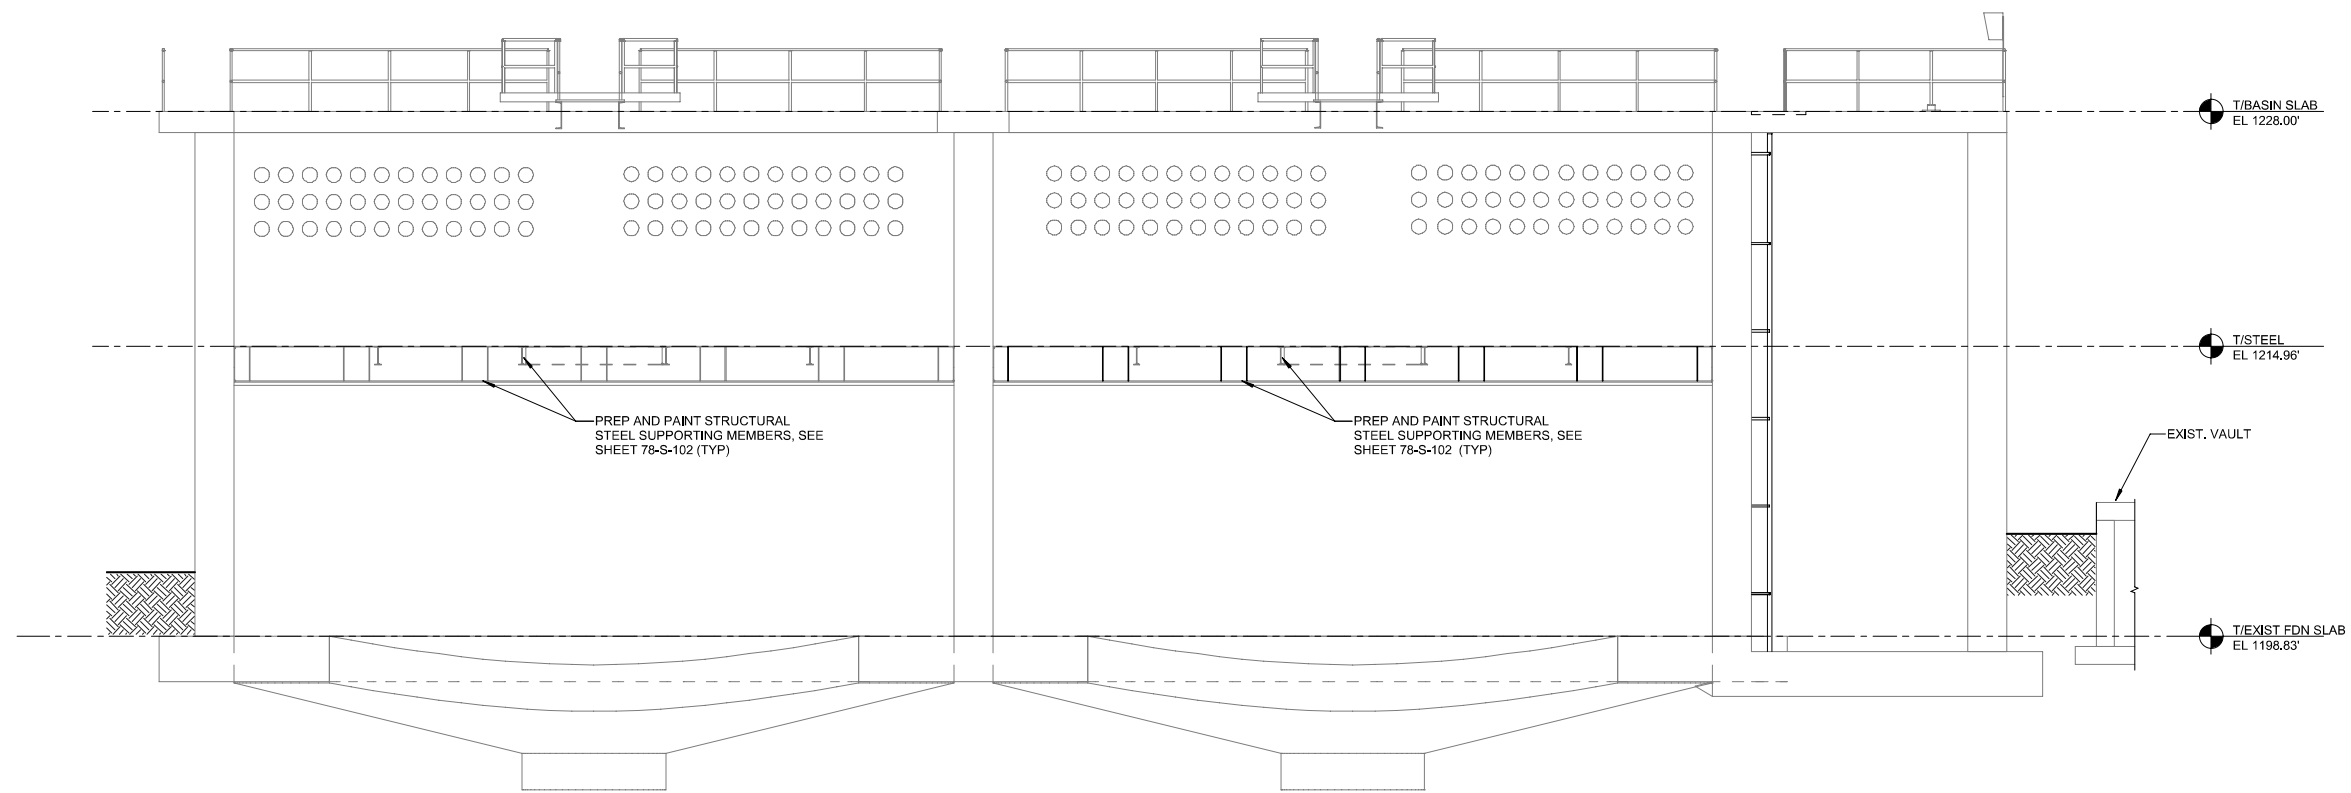 T/BASIN SLAB
EL 1228.00'
T/STEEL
EL 1214.96'
PREP AND PAINT STRUCTURAL
STEEL SUPPORTING MEMBERS, SEE
SHEET 78-S-102 (TYP)
PREP AND PAINT STRUCTURAL
STEEL SUPPORTING MEMBERS, SEE
SHEET 78-S-102 (TYP)
EXIST. VAULT
T/EXIST FDN SLAB
EL 1198.83'